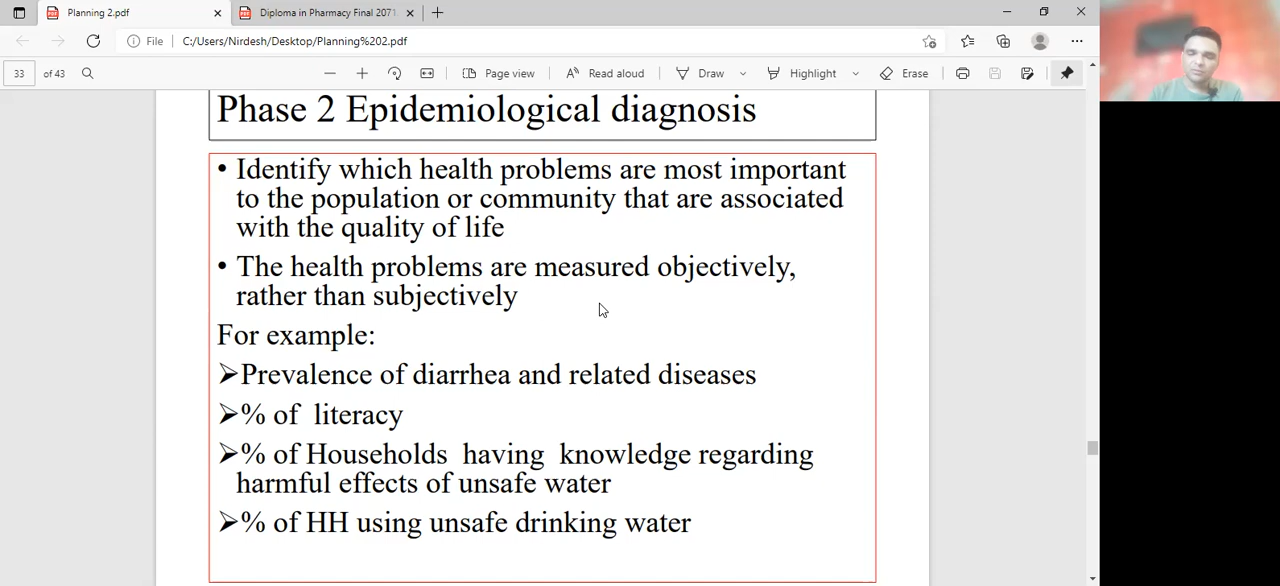 Planning 2.pdf
Diploma in Pharmacy Final 2071
File
C:/Users/Nirdesh/Desktop/Planning%202.pdf
33 of 43
Page view
Read aloud
Draw
Highlight
Erase
Phase 2 Epidemiological diagnosis
• Identify which health problems are most important
to the population or community that are associated
with the quality of life
• The health problems are measured objectively,
rather than subjectively
For example:
➢Prevalence of diarrhea and related diseases
➢% of literacy
➢% of Households having knowledge regarding
harmful effects of unsafe water
➢% of HH using unsafe drinking water